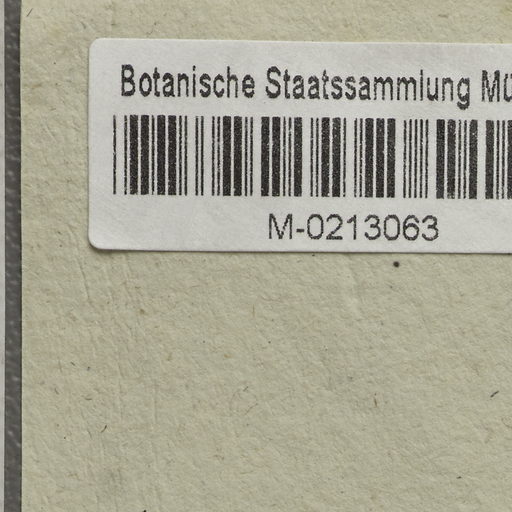 Botanische Staatssammlung Mü
M-0213063